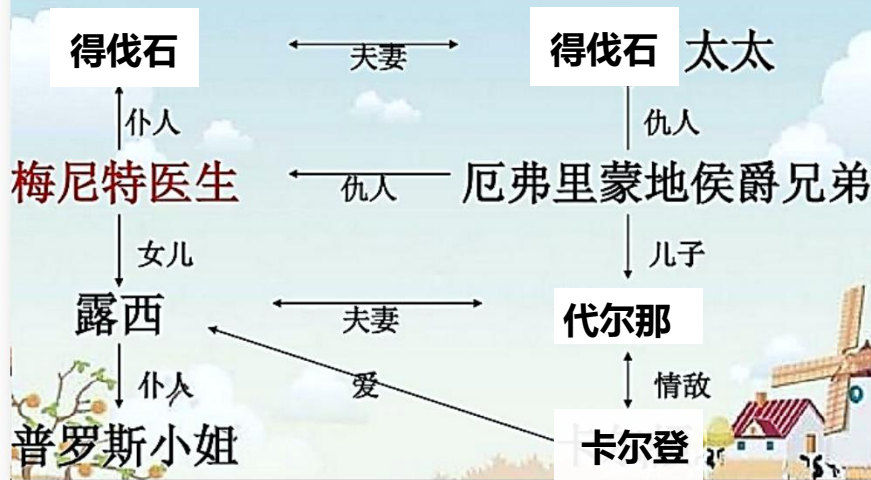 得伐石 夫妻 得伐石 太太
仆人 仇人
梅尼特医生 仇人 厄弗里蒙地侯爵兄弟
女儿 儿子
露西 夫妻 代尔那
仆人 爱 情敌
普罗斯小姐 卡尔登